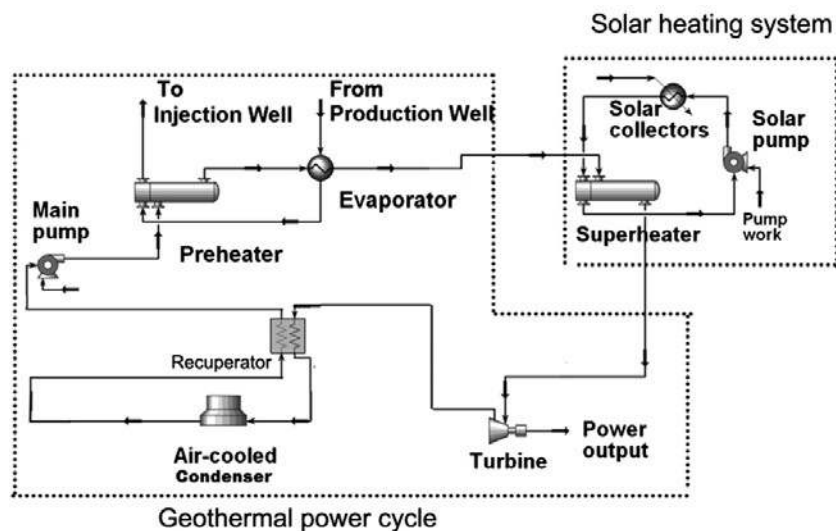 Solar heating system
To
Injection Well
From
Production Well
Solar
collectors
Solar
pump
Evaporator
Main
pump
Preheater
Superheater
Pump
work
Recuperator
Air-cooled
Condenser
Turbine
Power
output
Geothermal power cycle